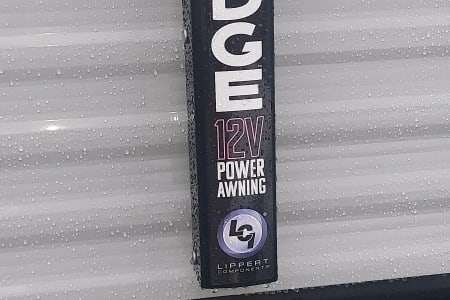 DGE
12V
POWER
AWNING
LCI
LIPPERT
COMPONENTS